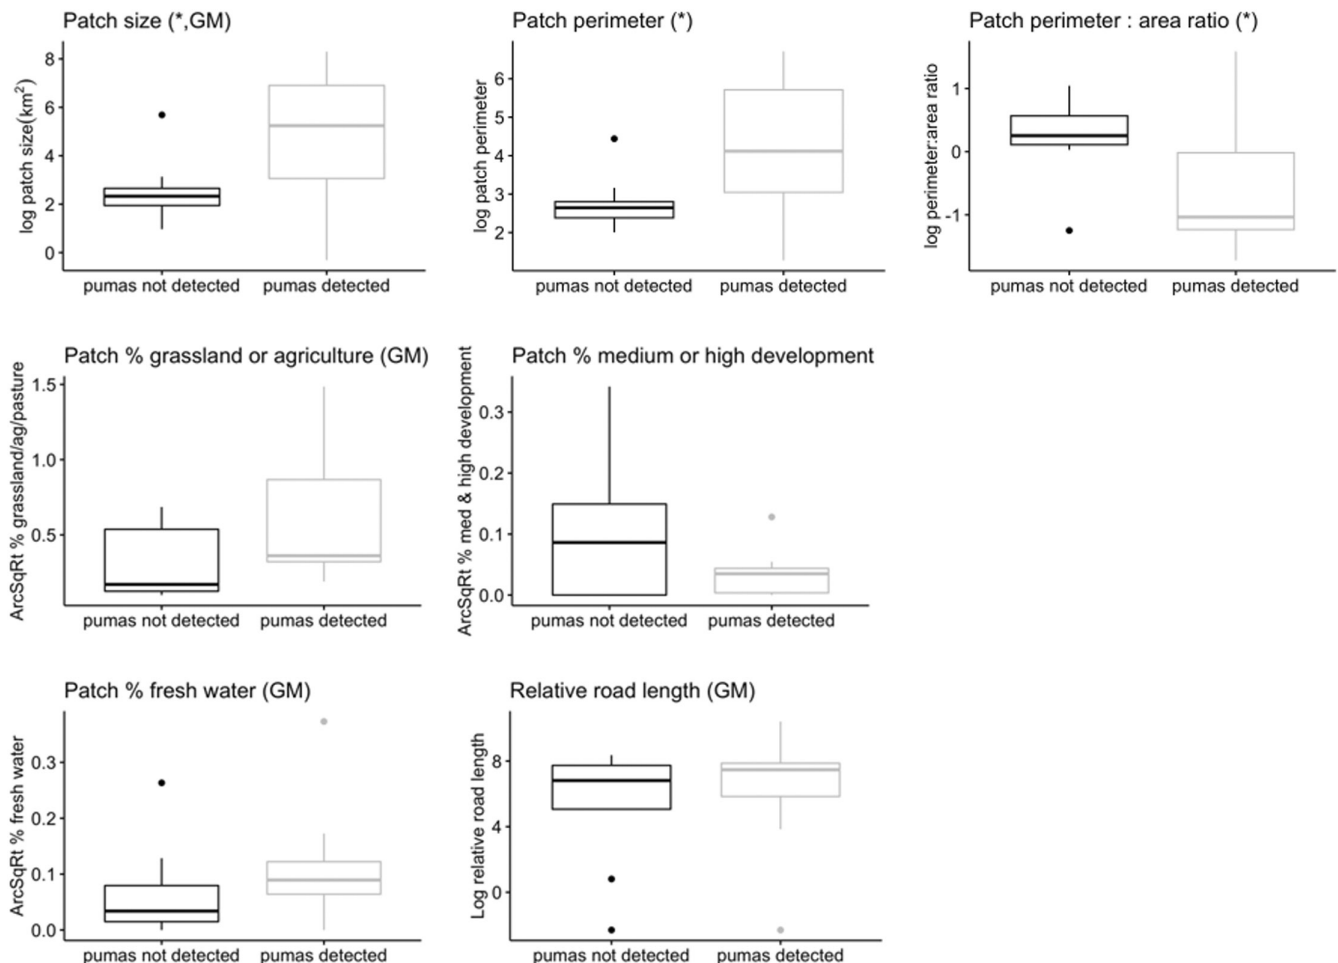 Patch size (*,GM)
log patch size(km²)
8
6
4
2
0
pumas not detected pumas detected
Patch perimeter (*)
log patch perimeter
6
5
4
3
2
pumas not detected pumas detected
Patch perimeter : area ratio (*)
log perimeter:area ratio
1
0
-1
pumas not detected pumas detected
Patch % grassland or agriculture (GM)
ArcSqRt % grassland/ag/pasture
1.5
1.0
0.5
pumas not detected pumas detected
Patch % medium or high development
ArcSqRt % med & high development
0.3
0.2
0.1
0.0
pumas not detected pumas detected
Patch % fresh water (GM)
ArcSqRt % fresh water
0.3
0.2
0.1
0.0
pumas not detected pumas detected
Relative road length (GM)
Log relative road length
8
4
0
pumas not detected pumas detected